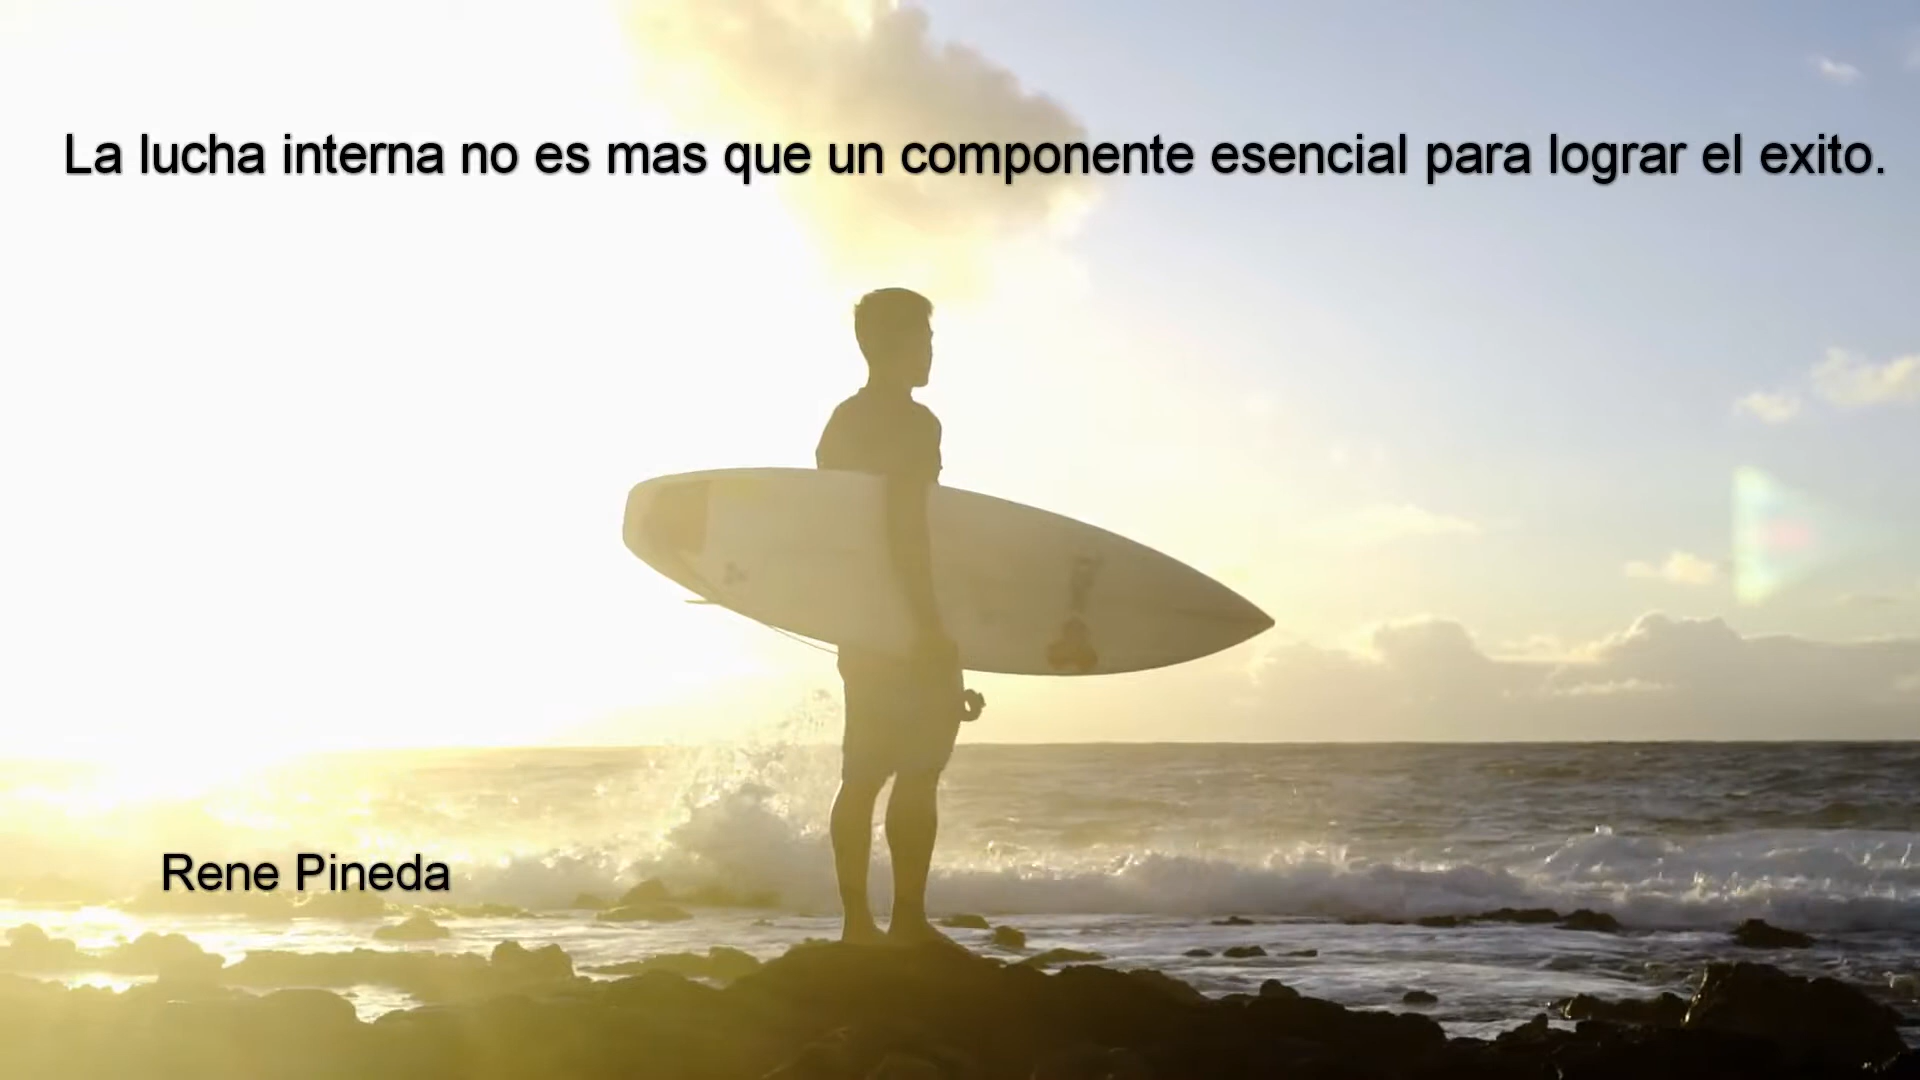 La lucha interna no es mas que un componente esencial para lograr el exito.
Rene Pineda